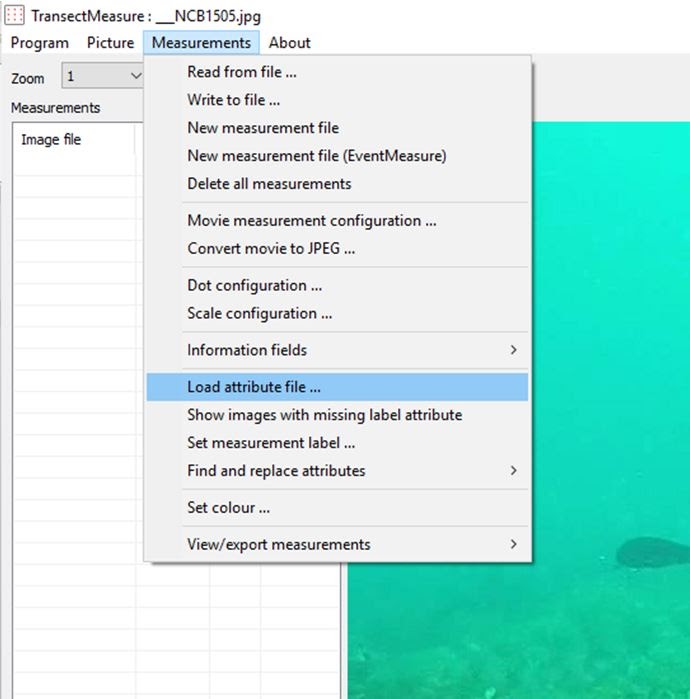 TransectMeasure : __NCB1505.jpg
Program Picture Measurements About
Zoom 1
Measurements
Image file
Read from file ...
Write to file ...
New measurement file
New measurement file (EventMeasure)
Delete all measurements
Movie measurement configuration ...
Convert movie to JPEG ...
Dot configuration ...
Scale configuration ...
Information fields
Load attribute file ...
Show images with missing label attribute
Set measurement label ...
Find and replace attributes
Set colour ...
View/export measurements